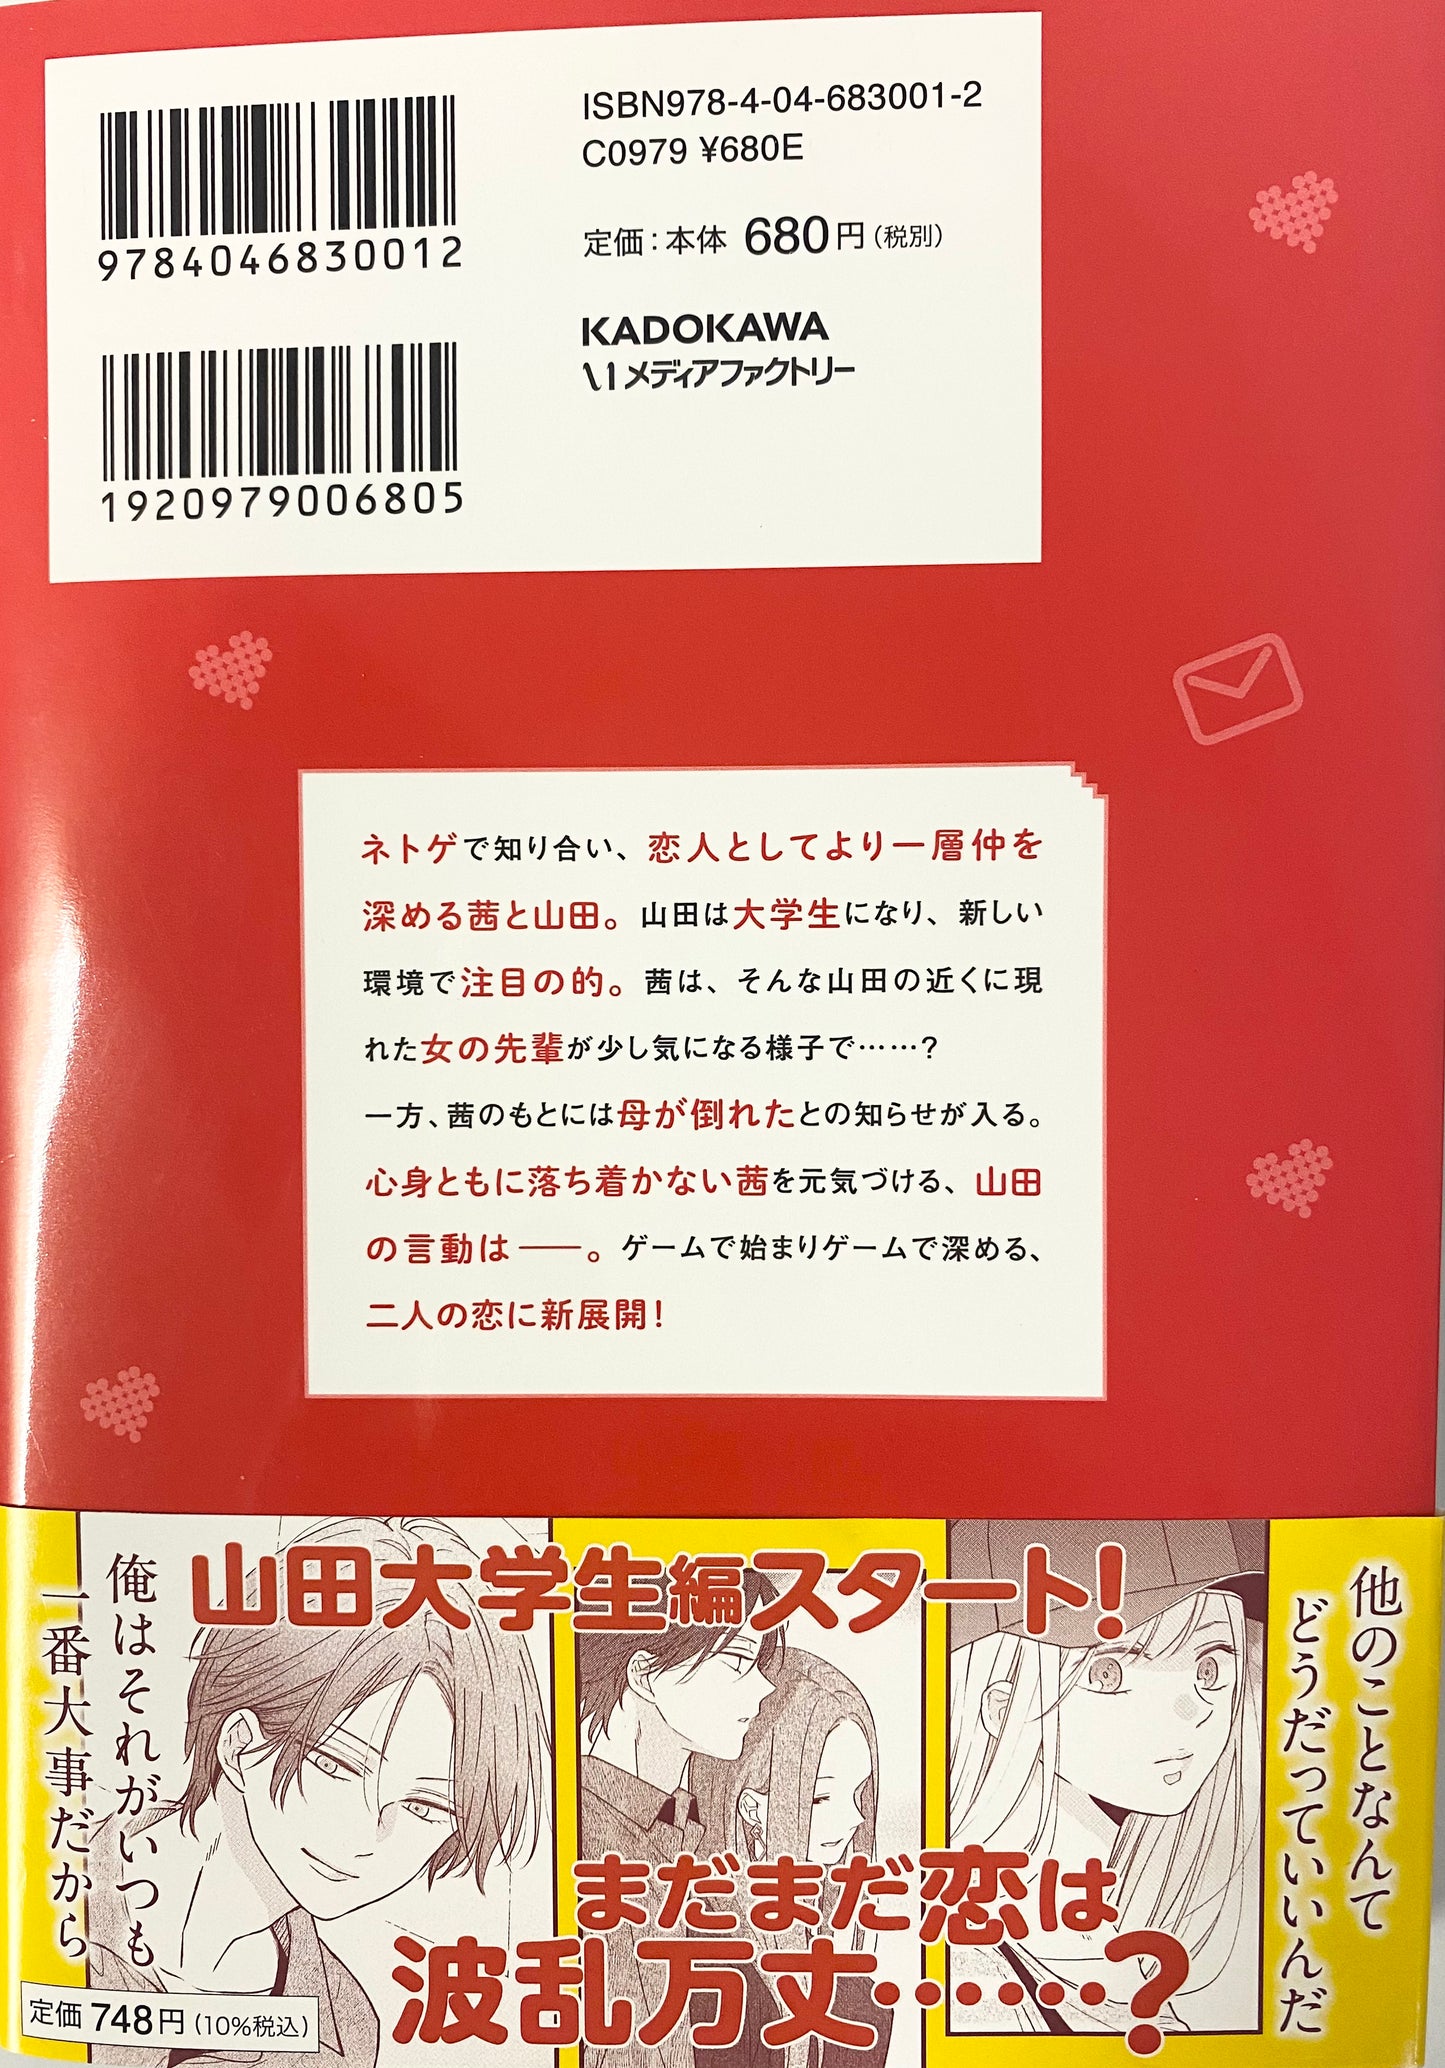 9784046830012
1920979006805
ISBN978-4-04-683001-2
C0979 ¥680E
定価:本体 680円(税別)
KADOKAWA
メディアファクトリー
ネトゲで知り合い、恋人としてより一層仲を
深める茜と山田。山田は大学生になり、新しい
環境で注目の的。茜は、そんな山田の近くに現
れた女の先輩が少し気になる様子で……?
一方、茜のもとには母が倒れたとの知らせが入る。
心身ともに落ち着かない茜を元気づける、山田
の言動は——。ゲームで始まりゲームで深める、
二人の恋に新展開!
山田大学生編スタート!
他のことなんて
どうだっていいんだ
俺はそれがいつも
一番大事だから
まだまだ恋は
波乱万丈……?
定価 748円(10%税込)